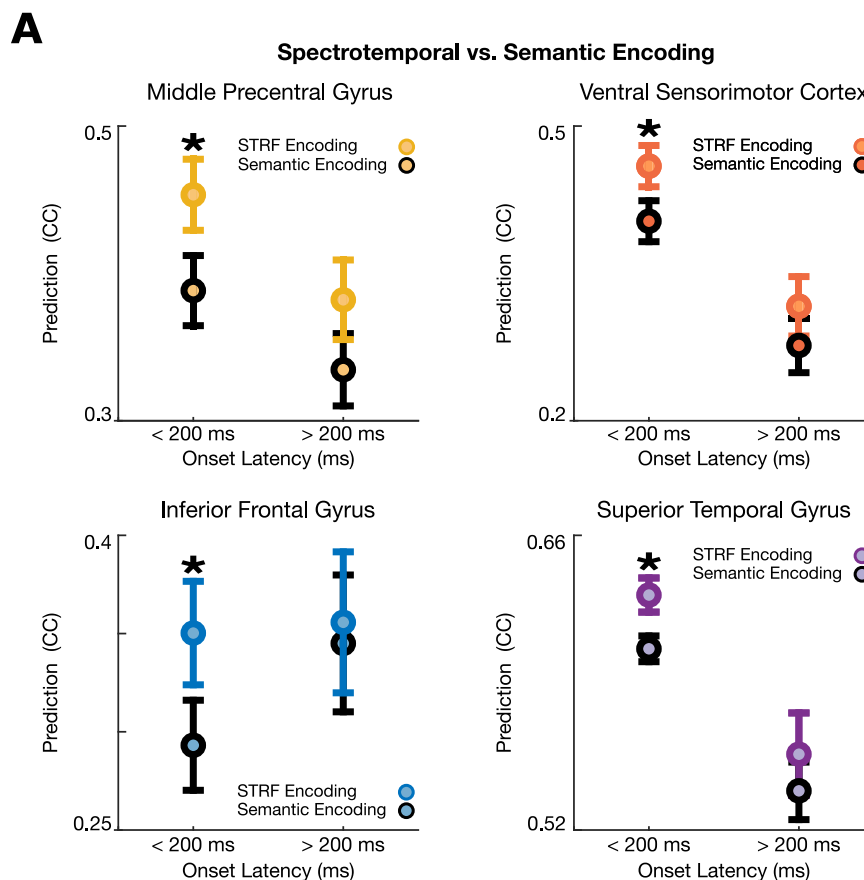 A
Spectrotemporal vs. Semantic Encoding
Middle Precentral Gyrus
0.5
*
STRF Encoding
Semantic Encoding
Prediction (CC)
0.3
< 200 ms > 200 ms
Onset Latency (ms)
Ventral Sensorimotor Cortex
0.5
*
STRF Encoding
Semantic Encoding
Prediction (CC)
0.2
< 200 ms > 200 ms
Onset Latency (ms)
Inferior Frontal Gyrus
0.4
*
Prediction (CC)
STRF Encoding
Semantic Encoding
0.25
< 200 ms > 200 ms
Onset Latency (ms)
Superior Temporal Gyrus
0.66
*
STRF Encoding
Semantic Encoding
Prediction (CC)
0.52
< 200 ms > 200 ms
Onset Latency (ms)